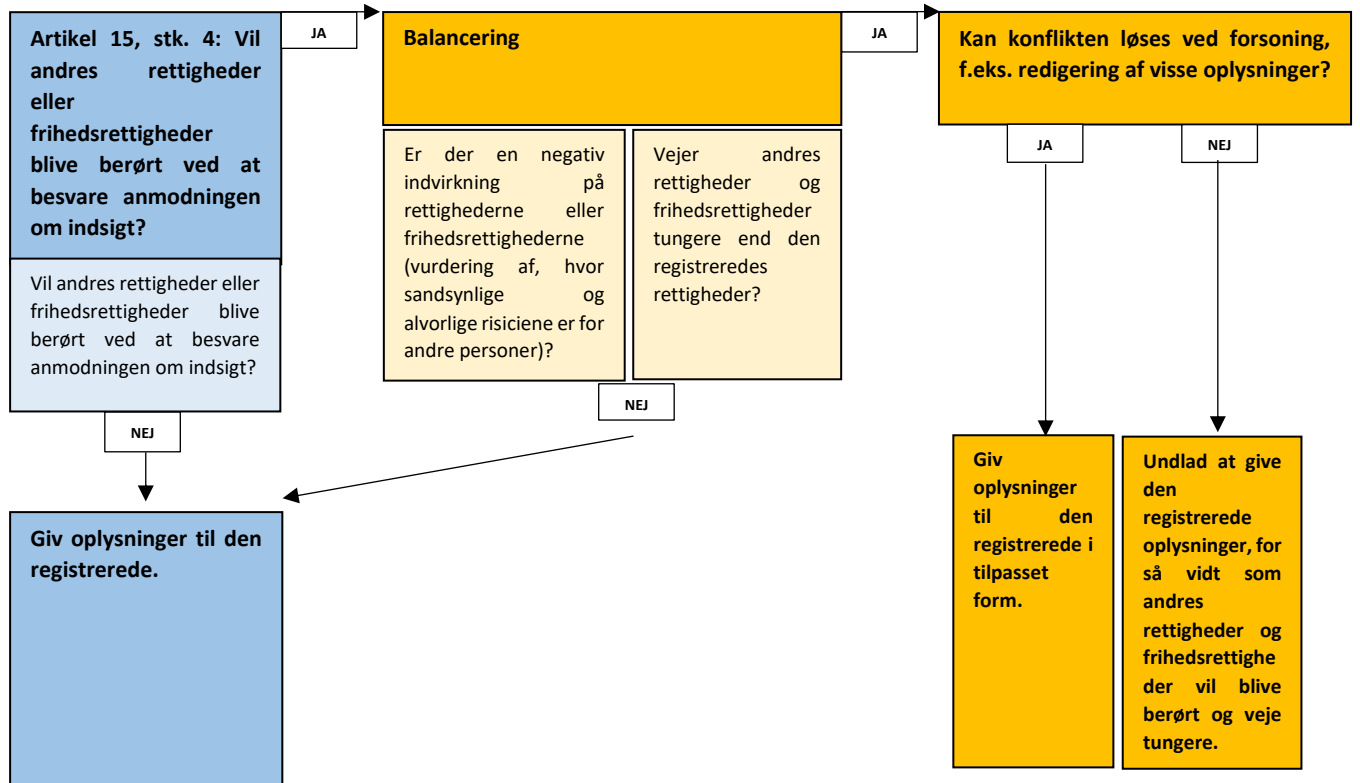 Artikel 15, stk. 4: Vil
andres rettigheder
eller
frihedsrettigheder
blive berørt ved at
besvare anmodningen
om indsigt?
Vil andres rettigheder eller
frihedsrettigheder blive
berørt ved at besvare
anmodningen om indsigt?
NEJ
Giv oplysninger til den
registrerede.
JA
Balancering
Er der en negativ
indvirkning på
rettighederne eller
frihedsrettighederne
(vurdering af, hvor
sandsynlige og
alvorlige risiciene er for
andre personer)?
Vejer andres
rettigheder og
frihedsrettigheder
tungere end den
registreredes
rettigheder?
NEJ
JA
Kan konflikten løses ved forsoning,
f.eks. redigering af visse oplysninger?
JA
NEJ
Giv
oplysninger
til den
registrerede i
tilpasset
form.
Undlad at give
den
registrerede
oplysninger, for
så vidt som
andres
rettigheder og
frihedsrettighe
der vil blive
berørt og veje
tungere.